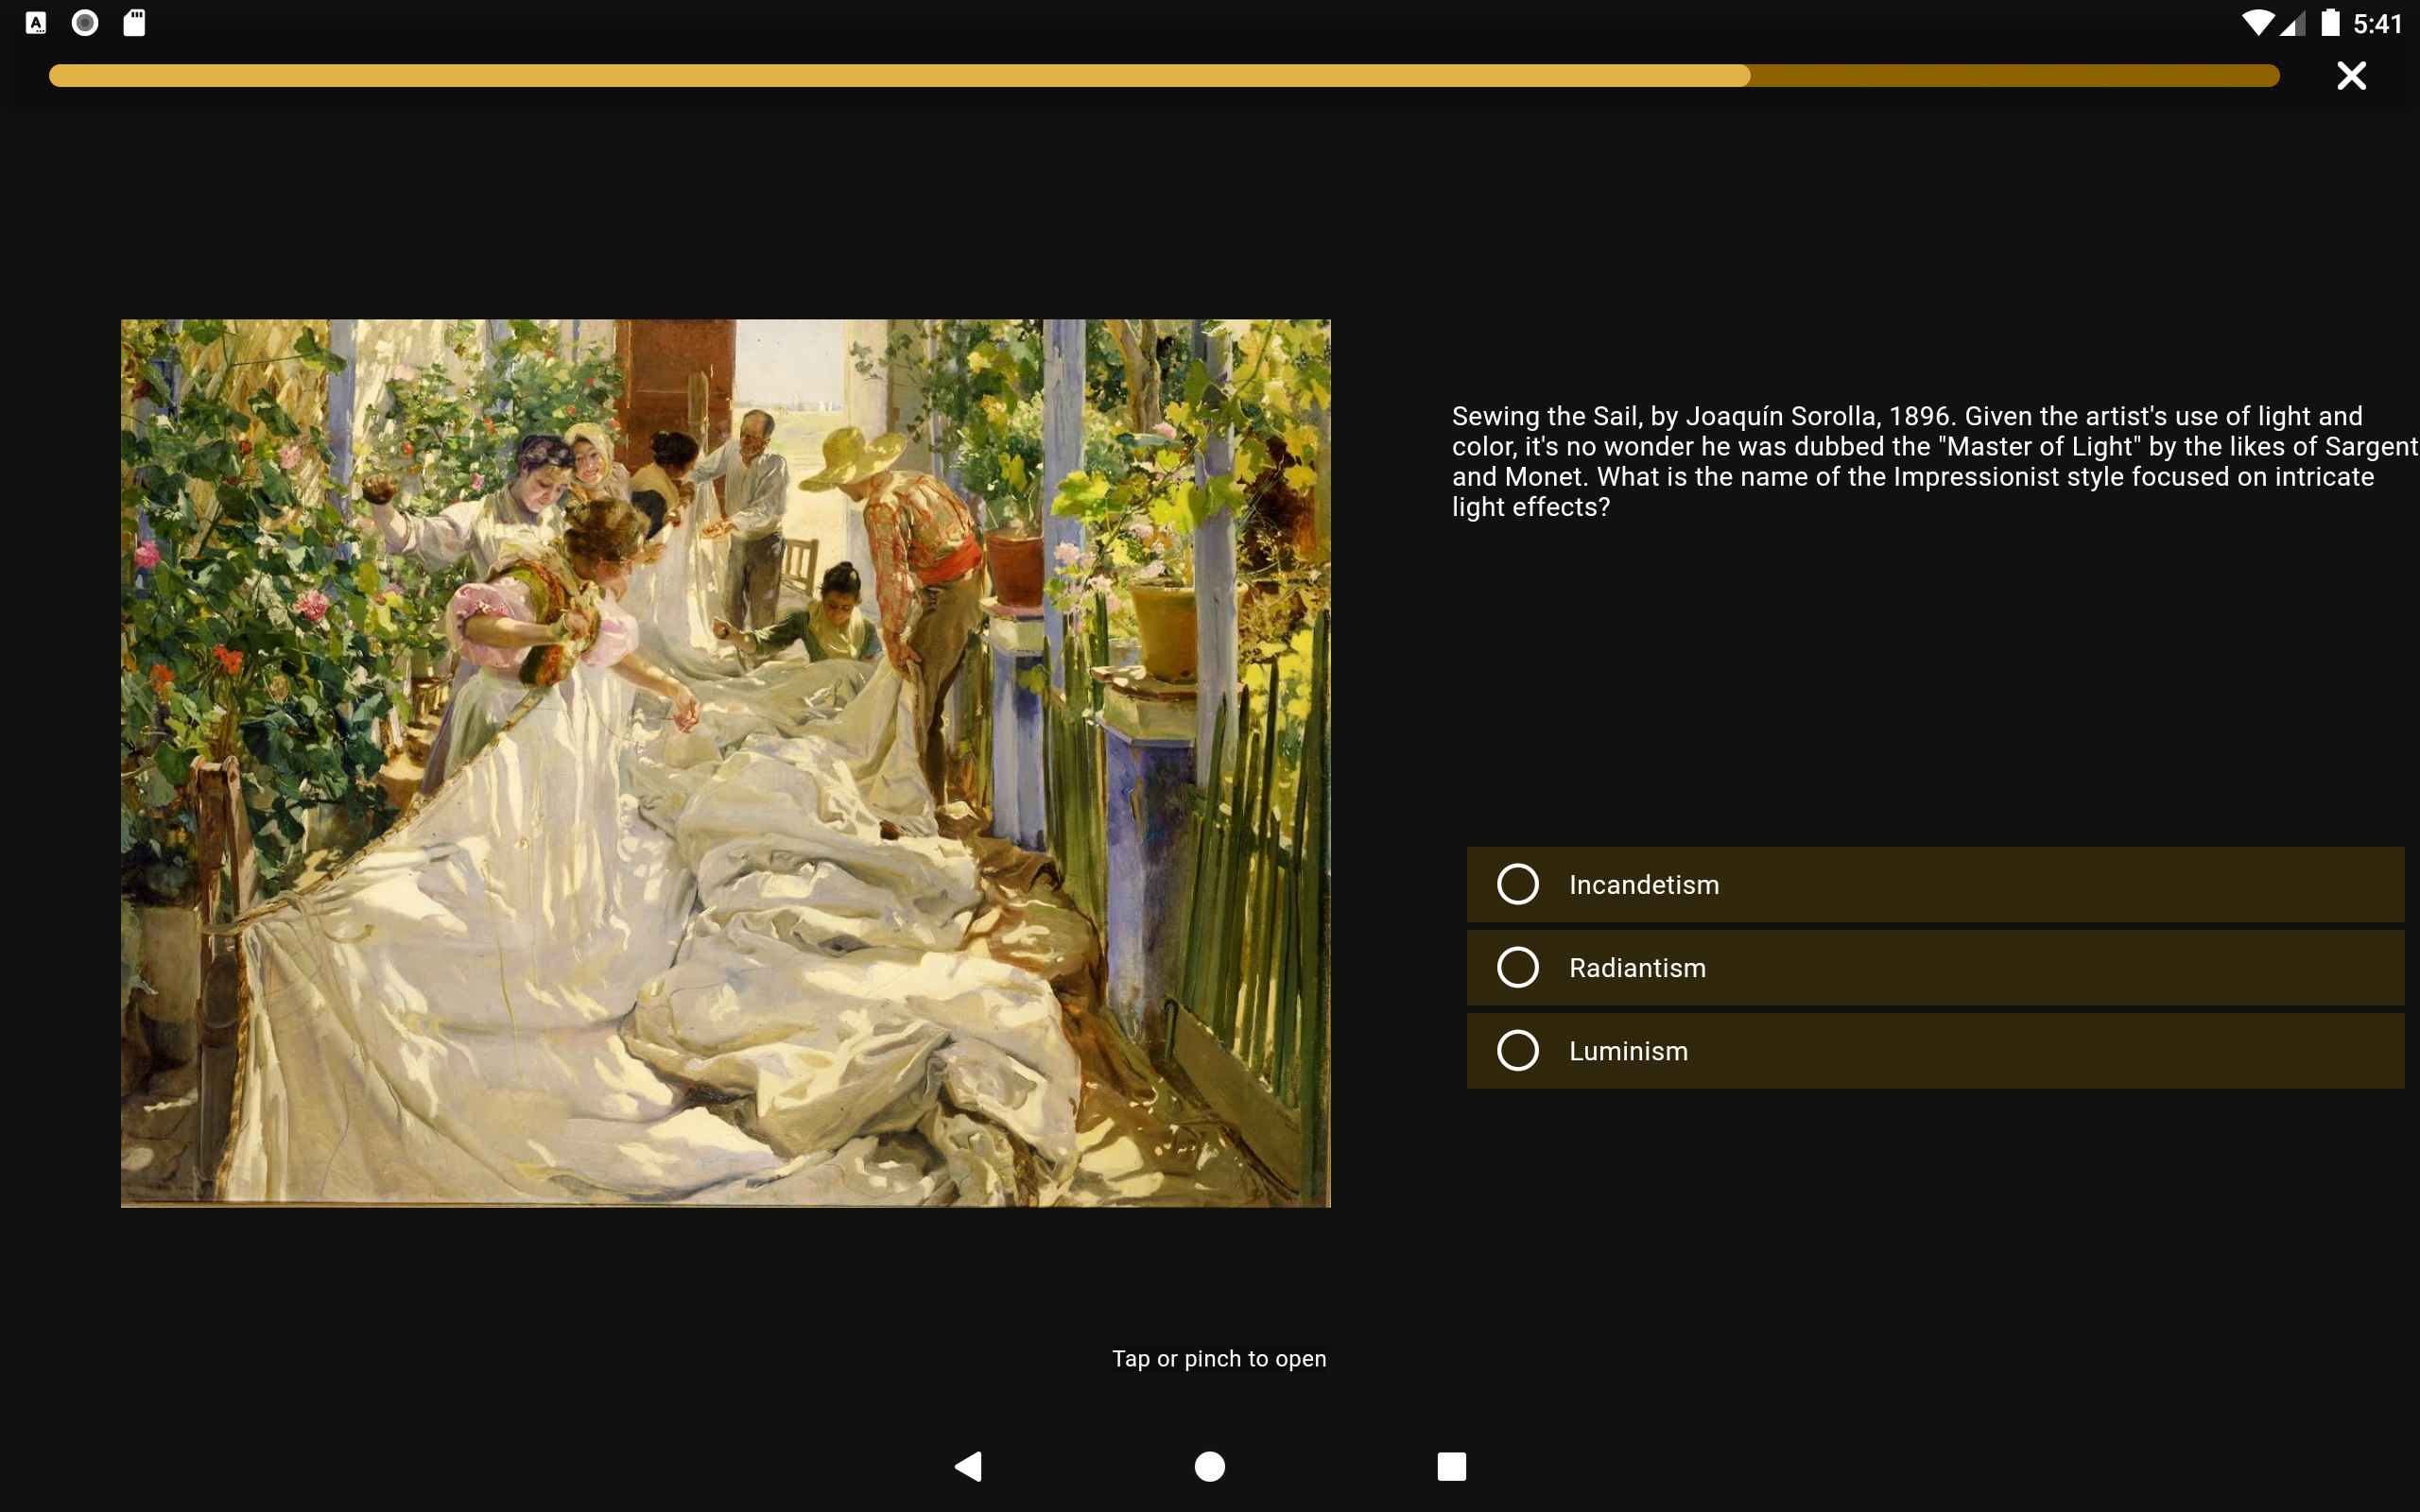 5:41
Sewing the Sail, by Joaquín Sorolla, 1896. Given the artist's use of light and
color, it's no wonder he was dubbed the "Master of Light" by the likes of Sargent
and Monet. What is the name of the Impressionist style focused on intricate
light effects?
Incandetism
Radiantism
Luminism
Tap or pinch to open